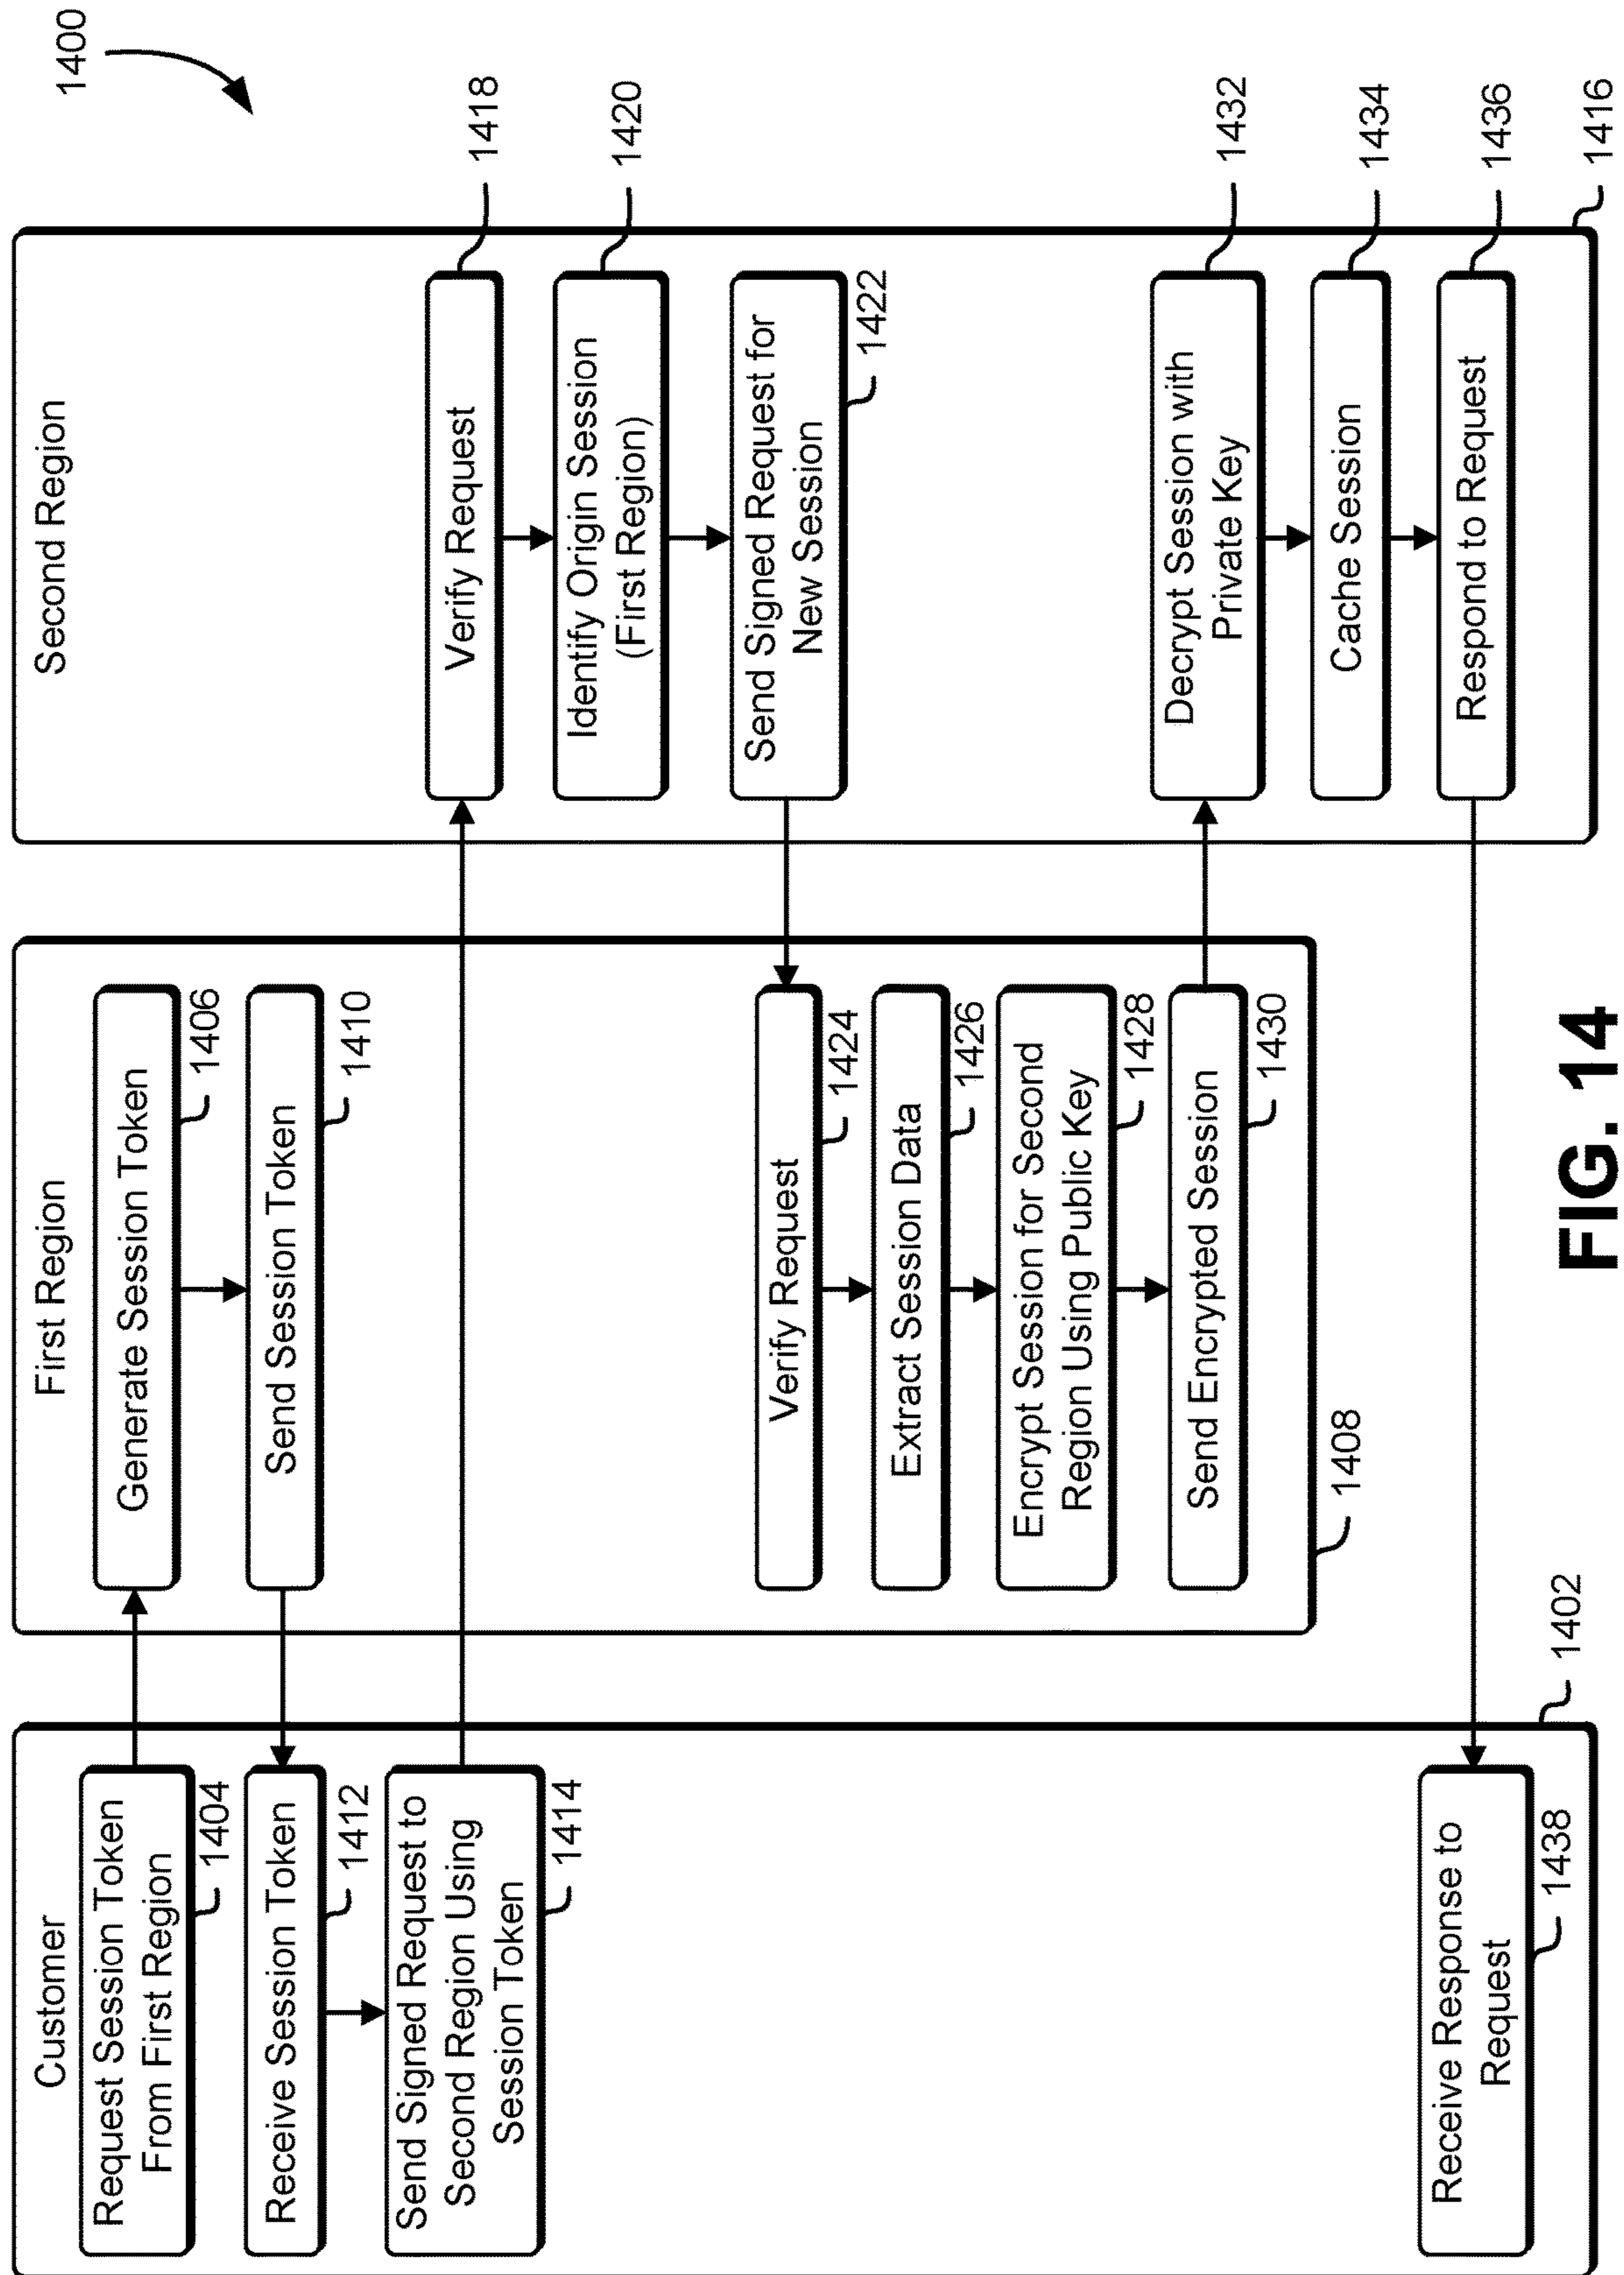 1400
Customer
Request Session Token
From First Region
1404
Receive Session Token
1412
Send Signed Request to
Second Region Using
Session Token
1414
Receive Response to
Request
1438
1402
First Region
Generate Session Token
1406
Send Session Token
1410
Verify Request
1424
Extract Session Data
1426
Encrypt Session for Second
Region Using Public Key
1428
Send Encrypted Session
1430
1408
Second Region
Verify Request
1418
Identify Origin Session
(First Region)
1420
Send Signed Request for
New Session
1422
Decrypt Session with
Private Key
1432
Cache Session
1434
Respond to Request
1436
1416
FIG. 14